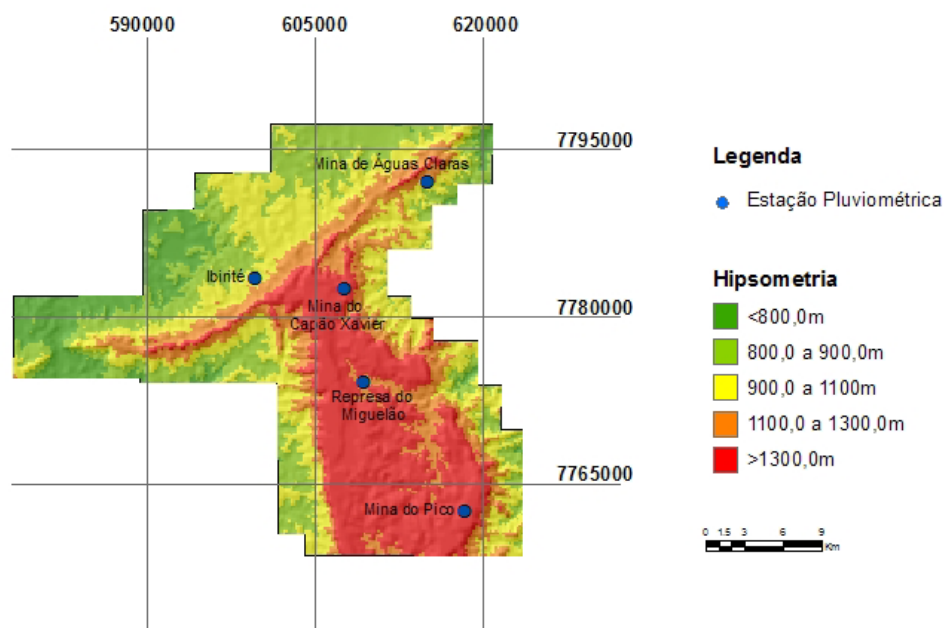 590000 605000 620000
7795000
Mina de Águas Claras
Legenda
Estação Pluviométrica
Ibirité
Hipsometria
Mina do
Capão Xavier
7780000
<800,0m
800,0 a 900,0m
900,0 a 1100m
1100,0 a 1300,0m
>1300,0m
Represa do
Miguelão
7765000
Mina do Pico
0 1.5 3 6 9
Km